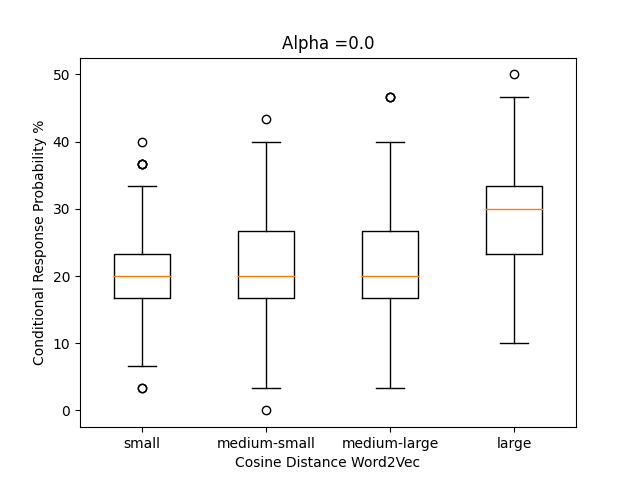 Alpha =0.0
Conditional Response Probability %
50
40
30
20
10
0
small medium-small medium-large large
Cosine Distance Word2Vec